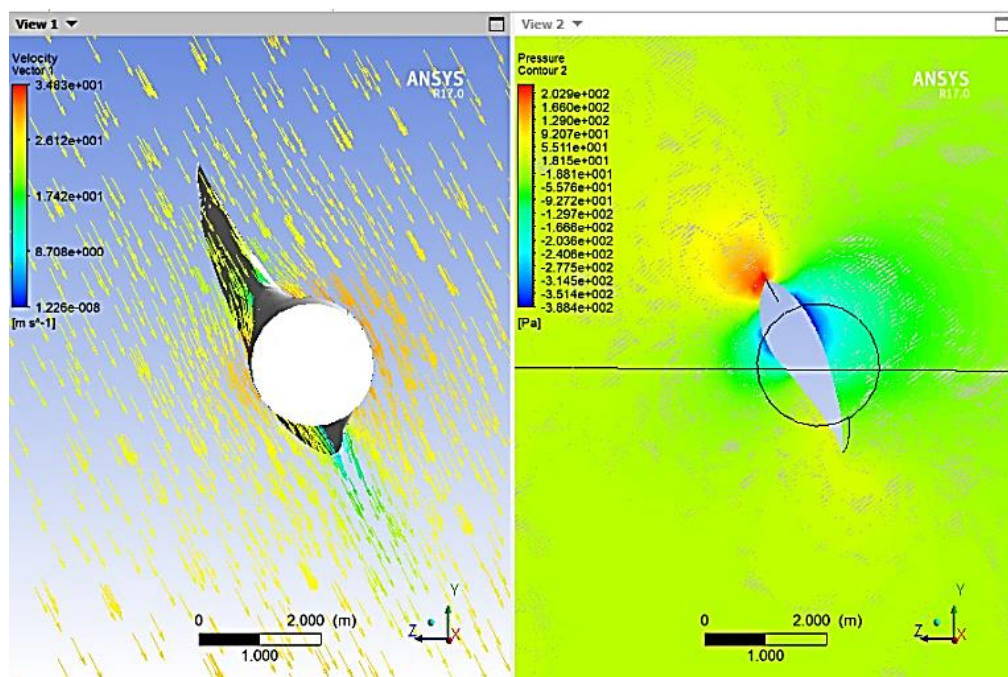 View 1
Velocity
Vector 1
3.483e+001
2.612e+001
1.742e+001
8.708e+000
1.226e-008
[m s^-1]
ANSYS
R17.0
0 2.000 (m)
1.000
Y
Z X
View 2
Pressure
Contour 2
2.029e+002
1.660e+002
1.290e+002
9.207e+001
5.511e+001
1.815e+001
-1.881e+001
-5.576e+001
-9.272e+001
-1.297e+002
-1.666e+002
-2.036e+002
-2.406e+002
-2.775e+002
-3.145e+002
-3.514e+002
-3.884e+002
[Pa]
ANSYS
R17.0
0 2.000 (m)
1.000
Y
Z X